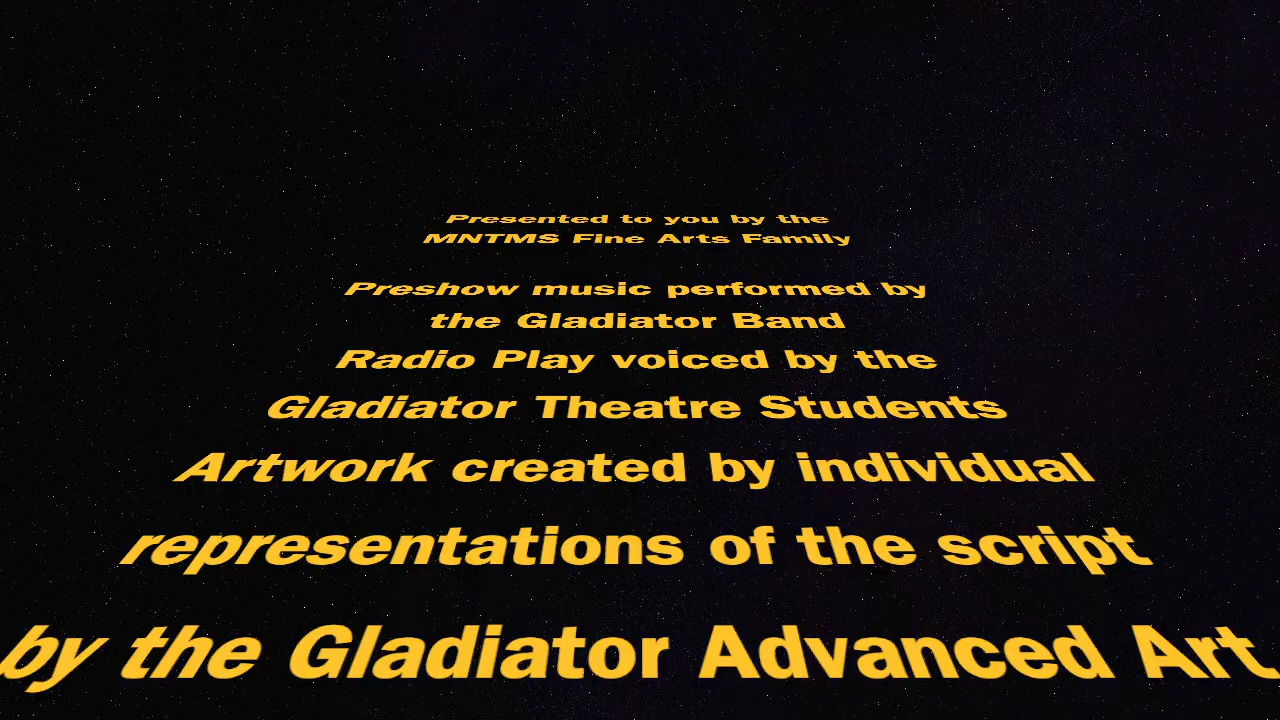 Presented to you by the
MNTMS Fine Arts Family
Preshow music performed by
the Gladiator Band
Radio Play voiced by the
Gladiator Theatre Students
Artwork created by individual
representations of the script
by the Gladiator Advanced Art